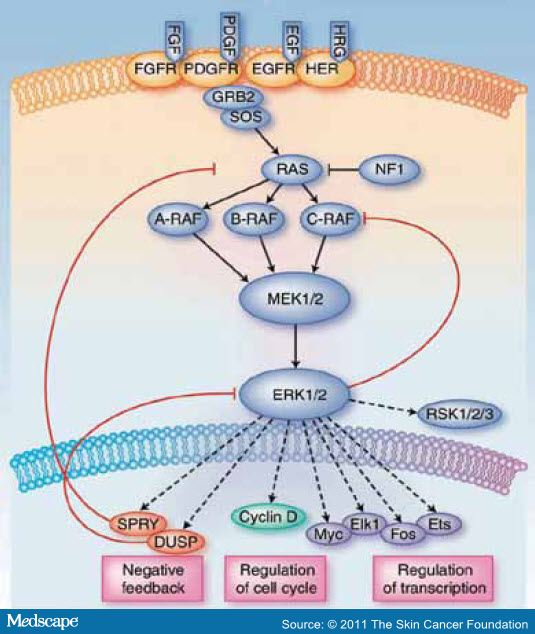 FGF
PDGF
EGF
HRG
FGFR
PDGFR
EGFR
HER
GRB2
SOS
RAS
NF1
A-RAF
B-RAF
C-RAF
MEK1/2
ERK1/2
RSK1/2/3
SPRY
DUSP
Cyclin D
Myc
Elk1
Fos
Ets
Negative
feedback
Regulation
of cell cycle
Regulation
of transcription
Medscape
Source: © 2011 The Skin Cancer Foundation